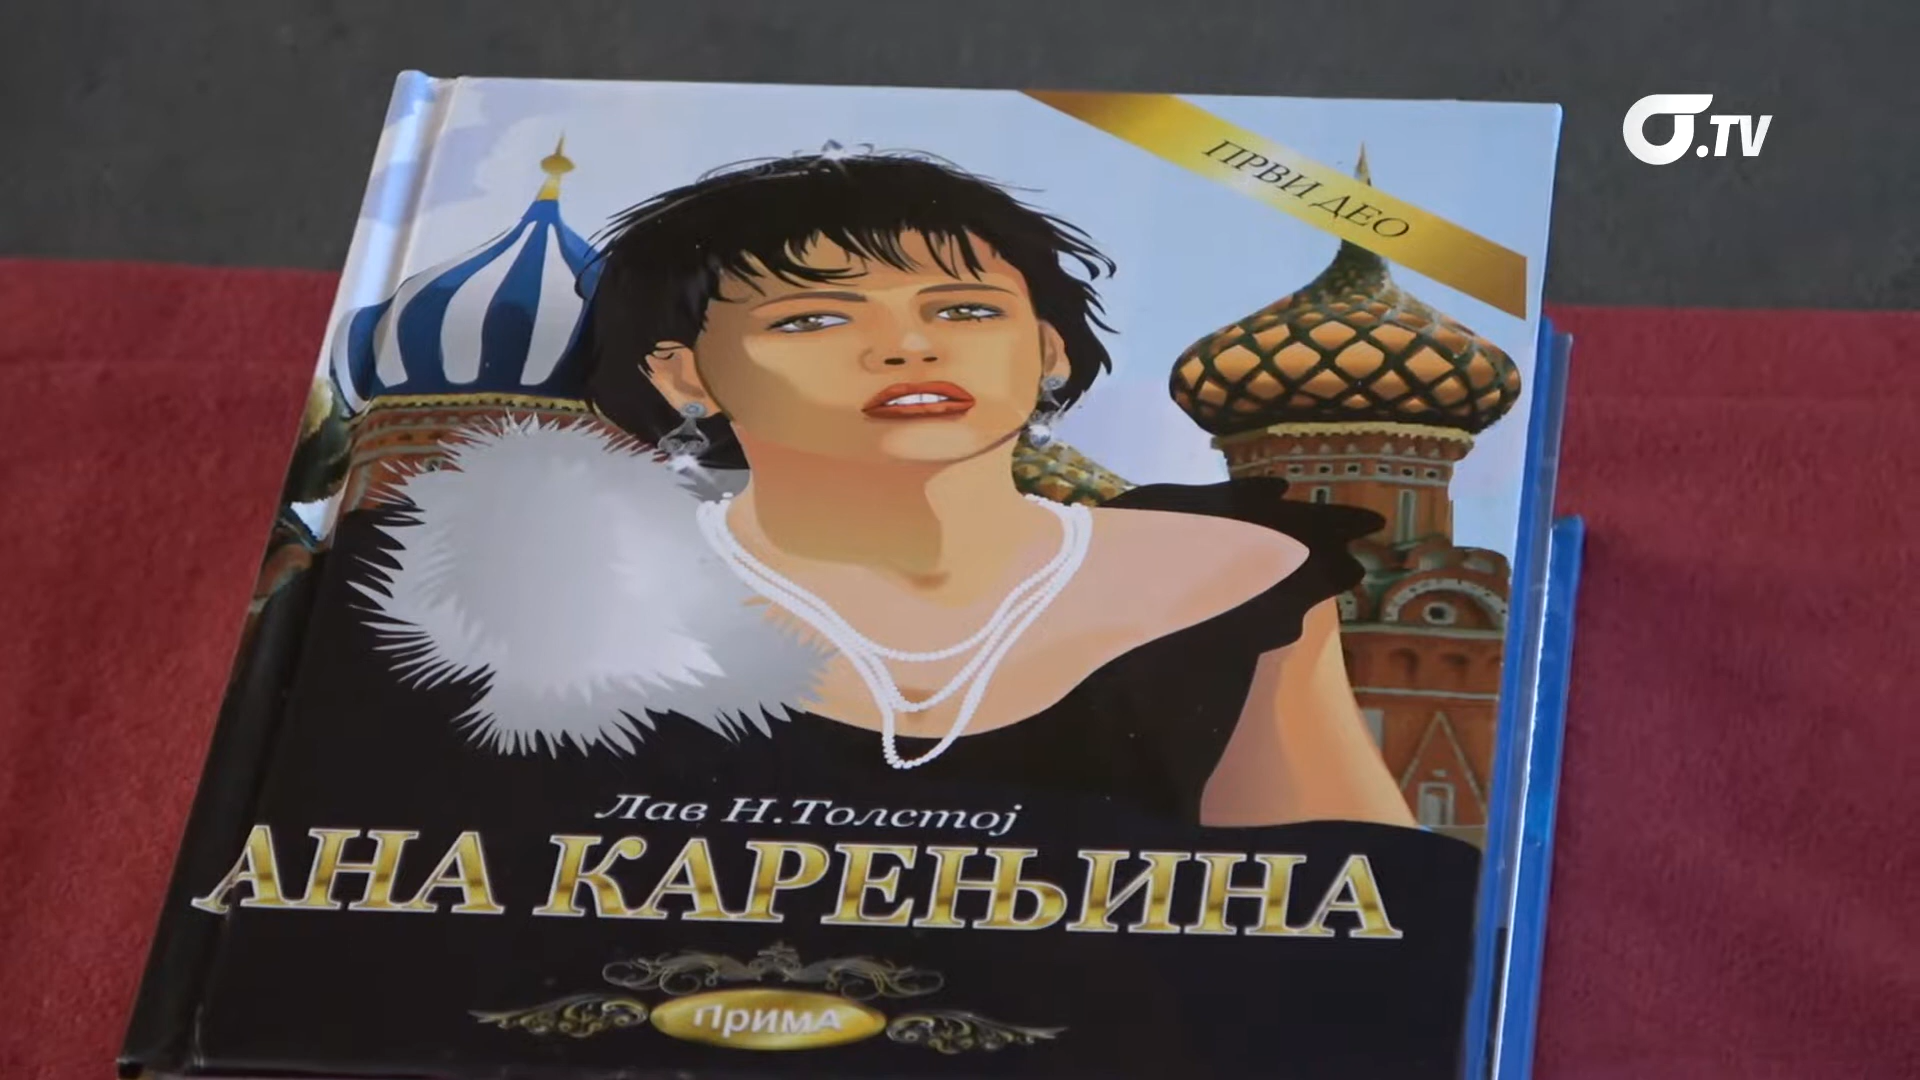 .TV
ПРВИ ДЕО
Лав Н.Толстој
АНА КАРЕЊИНА
ПримА